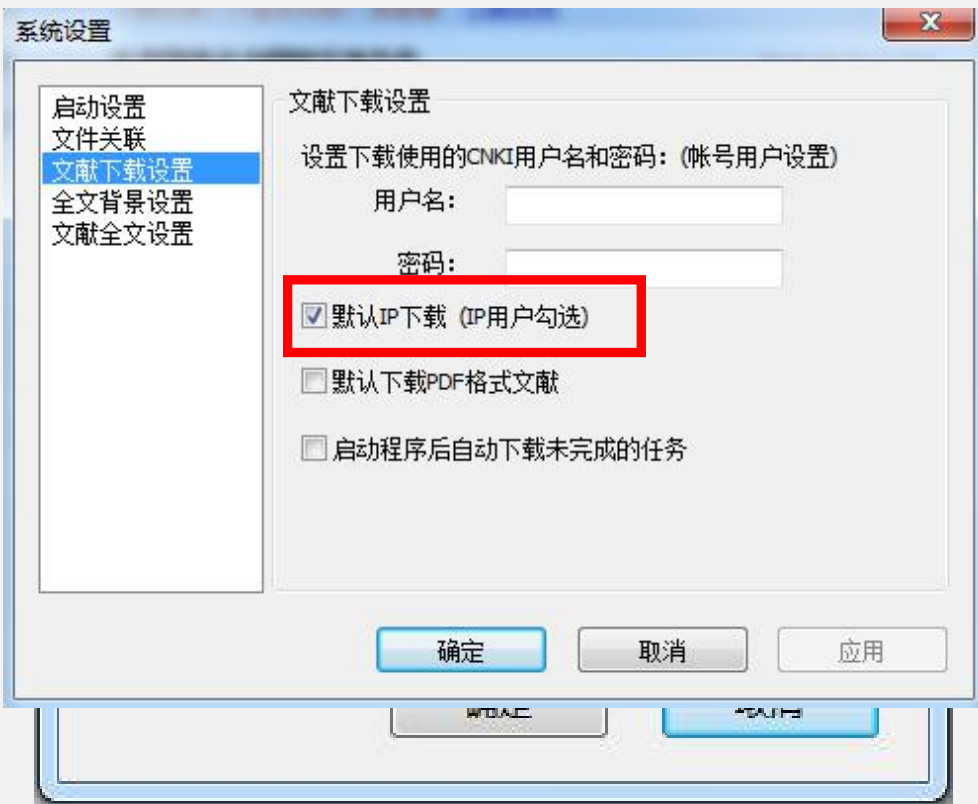 系统设置
启动设置
文件关联
文献下载设置
全文背景设置
文献全文设置
文献下载设置
设置下载使用的CNKI用户名和密码：(帐号用户设置)
用户名：
密码：
默认IP下载 (IP用户勾选)
默认下载PDF格式文献
启动程序后自动下载未完成的任务
确定 取消 应用